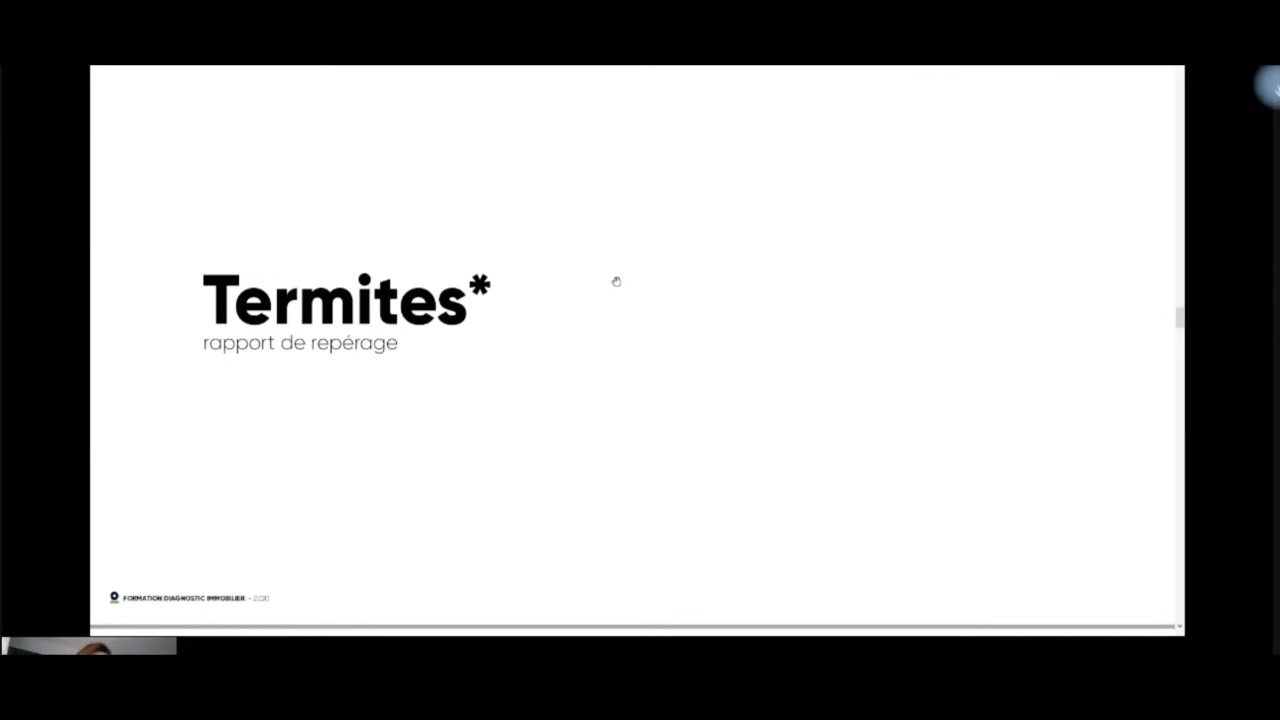 Termites*
rapport de repérage
FORMATION DIAGNOSTIC IMMOBILIER - 2020